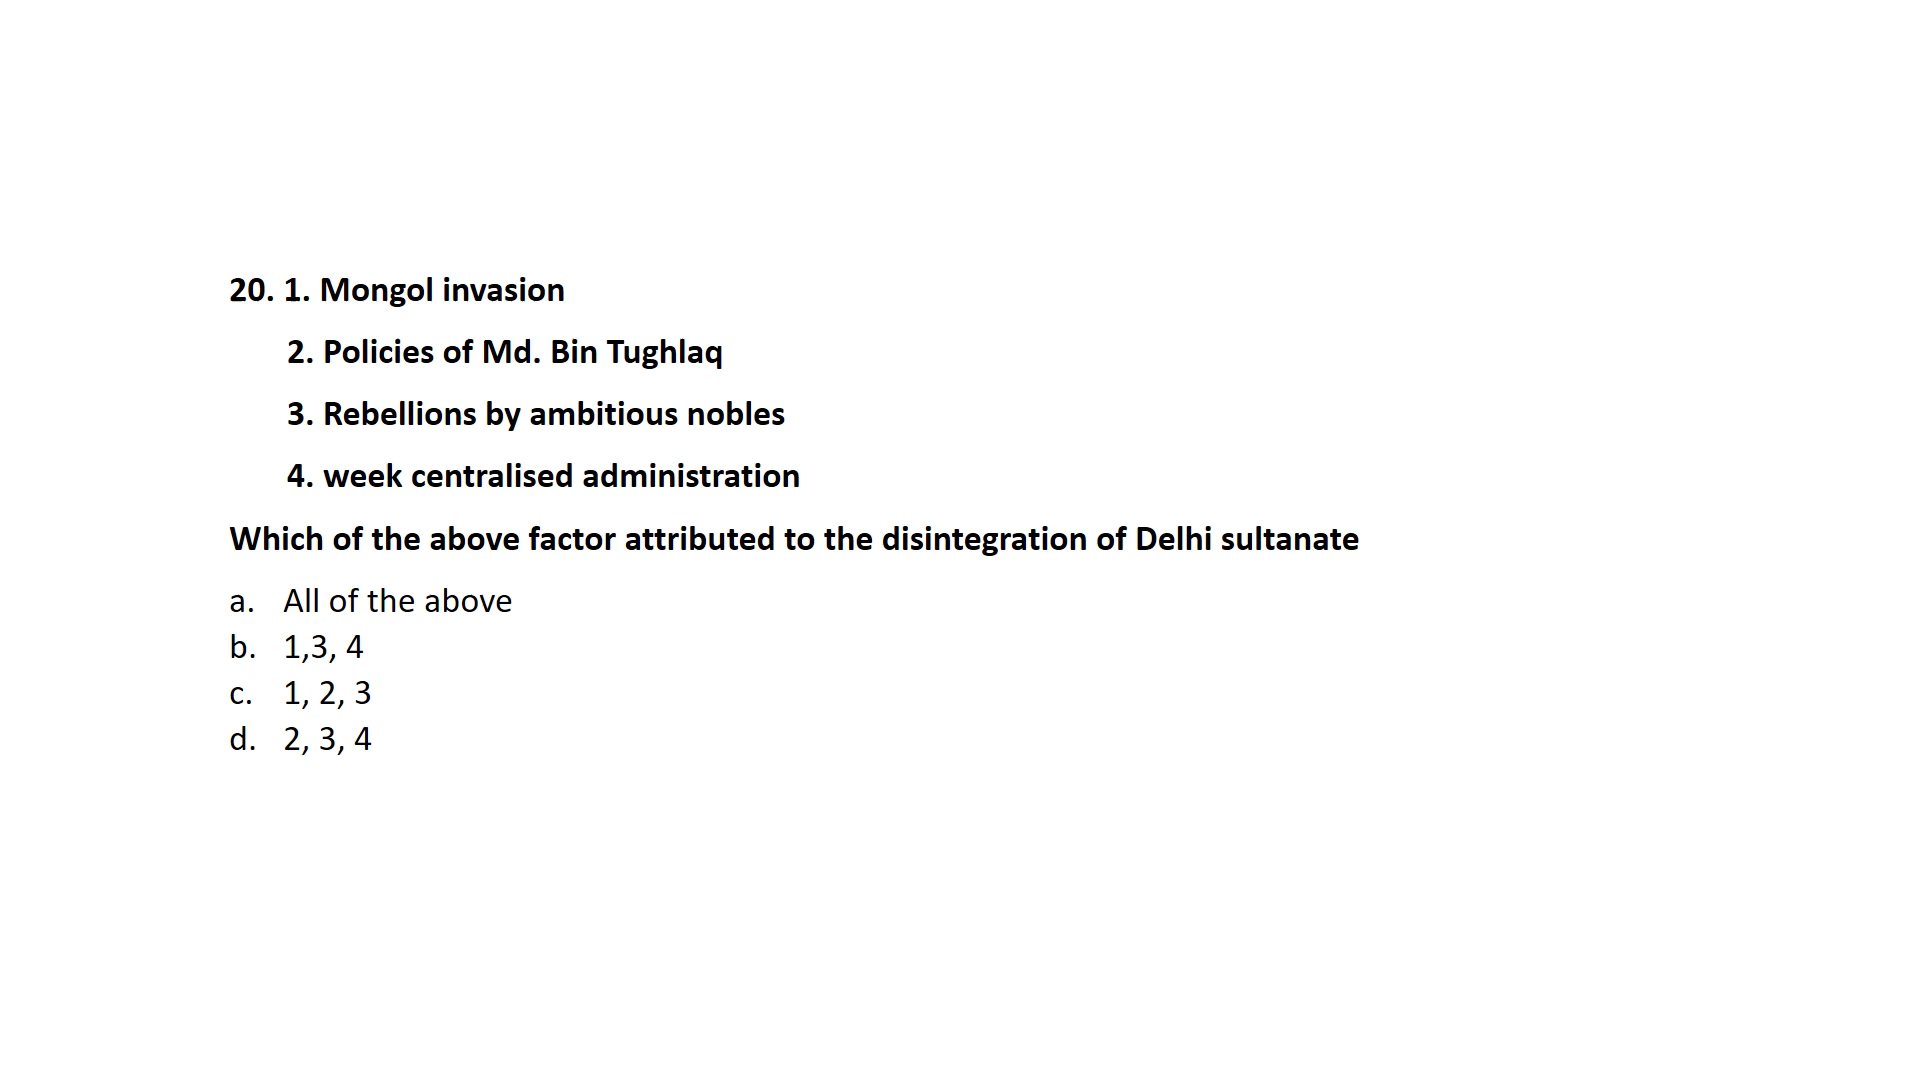 20. 1. Mongol invasion
2. Policies of Md. Bin Tughlaq
3. Rebellions by ambitious nobles
4. week centralised administration
Which of the above factor attributed to the disintegration of Delhi sultanate
a. All of the above
b. 1,3, 4
c. 1, 2, 3
d. 2, 3, 4